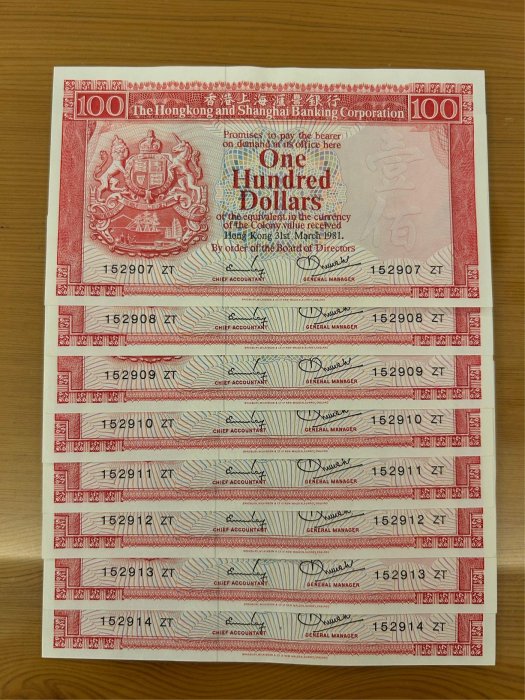 香港上海滙豐銀行
100 The Hongkong and Shanghai Banking Corporation 100
Promises to pay the bearer
on demand at its office here
One
Hundred
Dollars
or the equivalent in the currency
of the Colony value received
Hong Kong 31st March 1981.
By order of the Board of Directors
壹佰
152907 ZT 152907 ZT
CHIEF ACCOUNTANT GENERAL MANAGER
152908 ZT 152908 ZT
CHIEF ACCOUNTANT GENERAL MANAGER
152909 ZT 152909 ZT
CHIEF ACCOUNTANT GENERAL MANAGER
152910 ZT 152910 ZT
CHIEF ACCOUNTANT GENERAL MANAGER
152911 ZT 152911 ZT
CHIEF ACCOUNTANT GENERAL MANAGER
152912 ZT 152912 ZT
CHIEF ACCOUNTANT GENERAL MANAGER
152913 ZT 152913 ZT
CHIEF ACCOUNTANT GENERAL MANAGER
152914 ZT 152914 ZT
CHIEF ACCOUNTANT GENERAL MANAGER